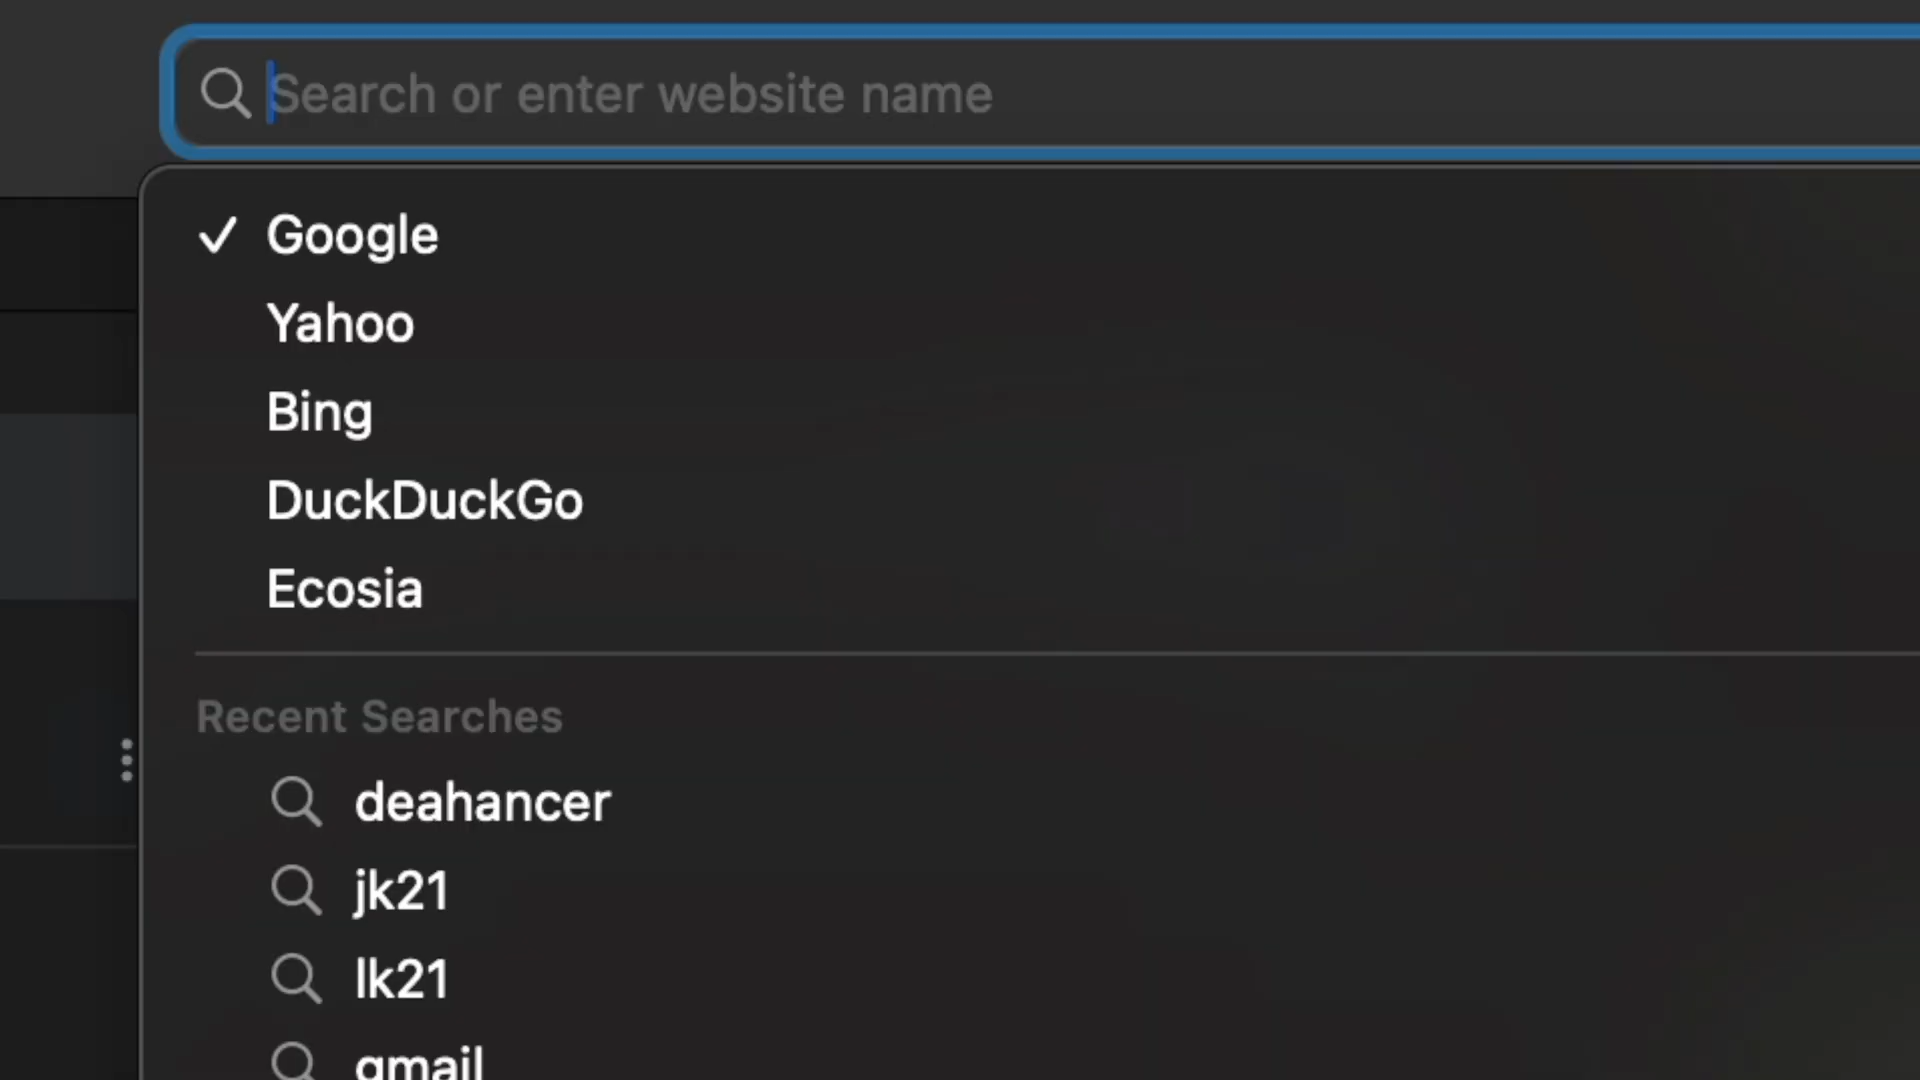 Search or enter website name
Google
Yahoo
Bing
DuckDuckGo
Ecosia
Recent Searches
deahancer
jk21
lk21
gmail